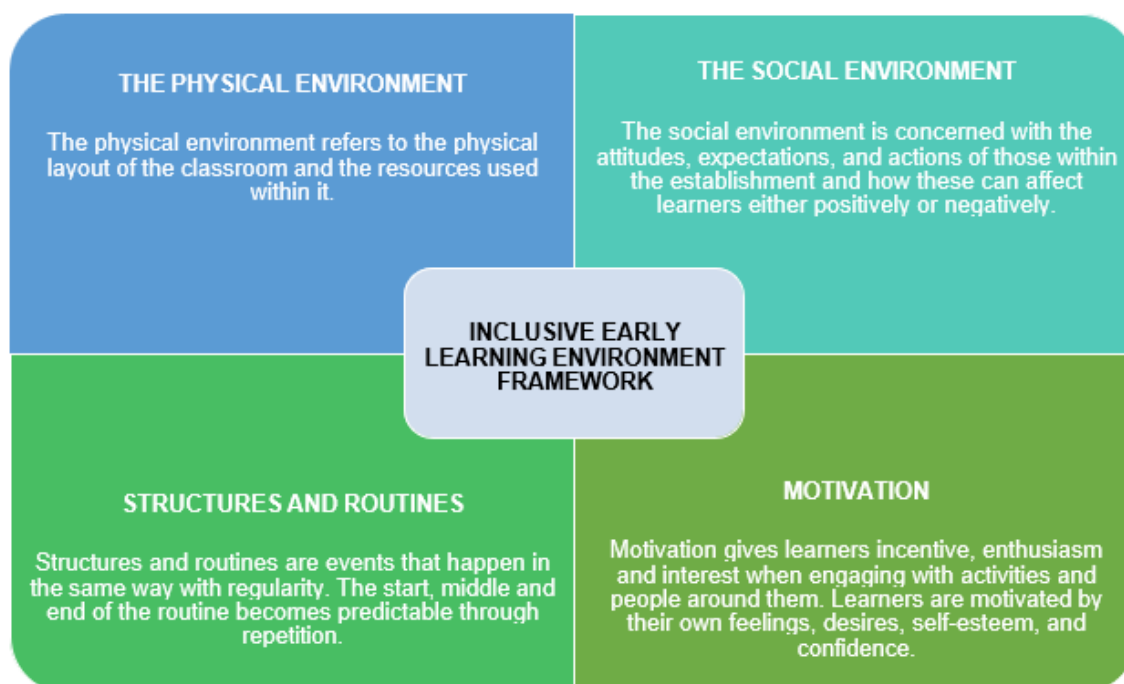 THE PHYSICAL ENVIRONMENT
The physical environment refers to the physical
layout of the classroom and the resources used
within it.
THE SOCIAL ENVIRONMENT
The social environment is concerned with the
attitudes, expectations, and actions of those within
the establishment and how these can affect
learners either positively or negatively.
INCLUSIVE EARLY
LEARNING ENVIRONMENT
FRAMEWORK
STRUCTURES AND ROUTINES
Structures and routines are events that happen in
the same way with regularity. The start, middle and
end of the routine becomes predictable through
repetition.
MOTIVATION
Motivation gives learners incentive, enthusiasm
and interest when engaging with activities and
people around them. Learners are motivated by
their own feelings, desires, self-esteem, and
confidence.